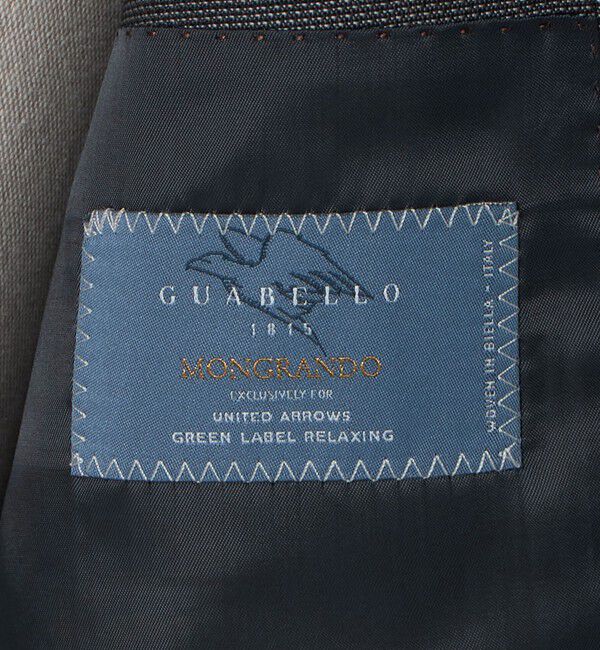 GUABELLO
1815
MONGRANDO
EXCLUSIVELY FOR
UNITED ARROWS
GREEN LABEL RELAXING
WOVEN IN BIELLA - ITALY